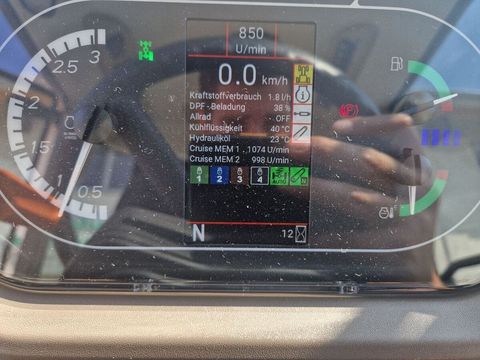 850
U/min
0.0 km/h
Kraftstoffverbrauch 1.8 l/h
DPF-Beladung 38 %
Allrad - OFF
Kühlflüssigkeit 40 °C
Hydrauliköl 23 °C
Cruise MEM 1 . 1074 U/min
Cruise MEM 2 . 998 U/min
1 2 3 4
N .12
3
2.5
2
1.5
1
0.5